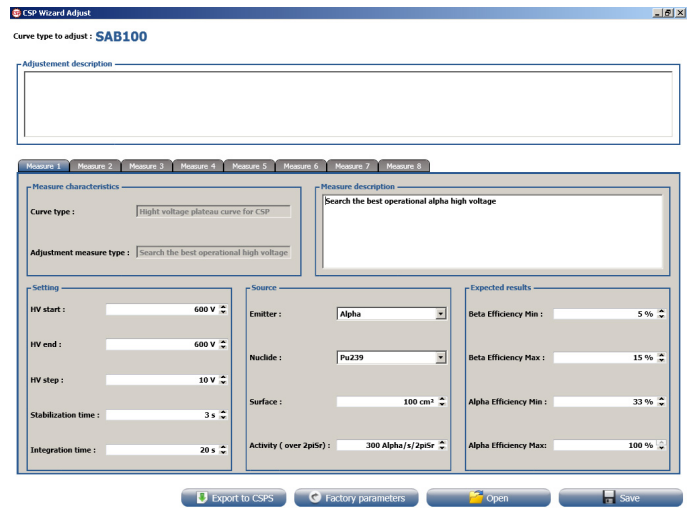 CSP Wizard Adjust
Curve type to adjust : SAB100
Adjustement description
Measure 1 Measure 2 Measure 3 Measure 4 Measure 5 Measure 6 Measure 7 Measure 8
Measure characteristics
Curve type : Hight voltage plateau curve for CSP
Adjustment measure type : Search the best operational high voltage
Measure description
Search the best operational alpha high voltage
Setting
HV start : 600 V
HV end : 600 V
HV step : 10 V
Stabilization time : 3 s
Integration time : 20 s
Source
Emitter : Alpha
Nuclide : Pu239
Surface : 100 cm²
Activity ( over 2piSr) : 300 Alpha/s/2piSr
Expected results
Beta Efficiency Min : 5 %
Beta Efficiency Max : 15 %
Alpha Efficiency Min : 33 %
Alpha Efficiency Max: 100 %
Export to CSPS Factory parameters Open Save